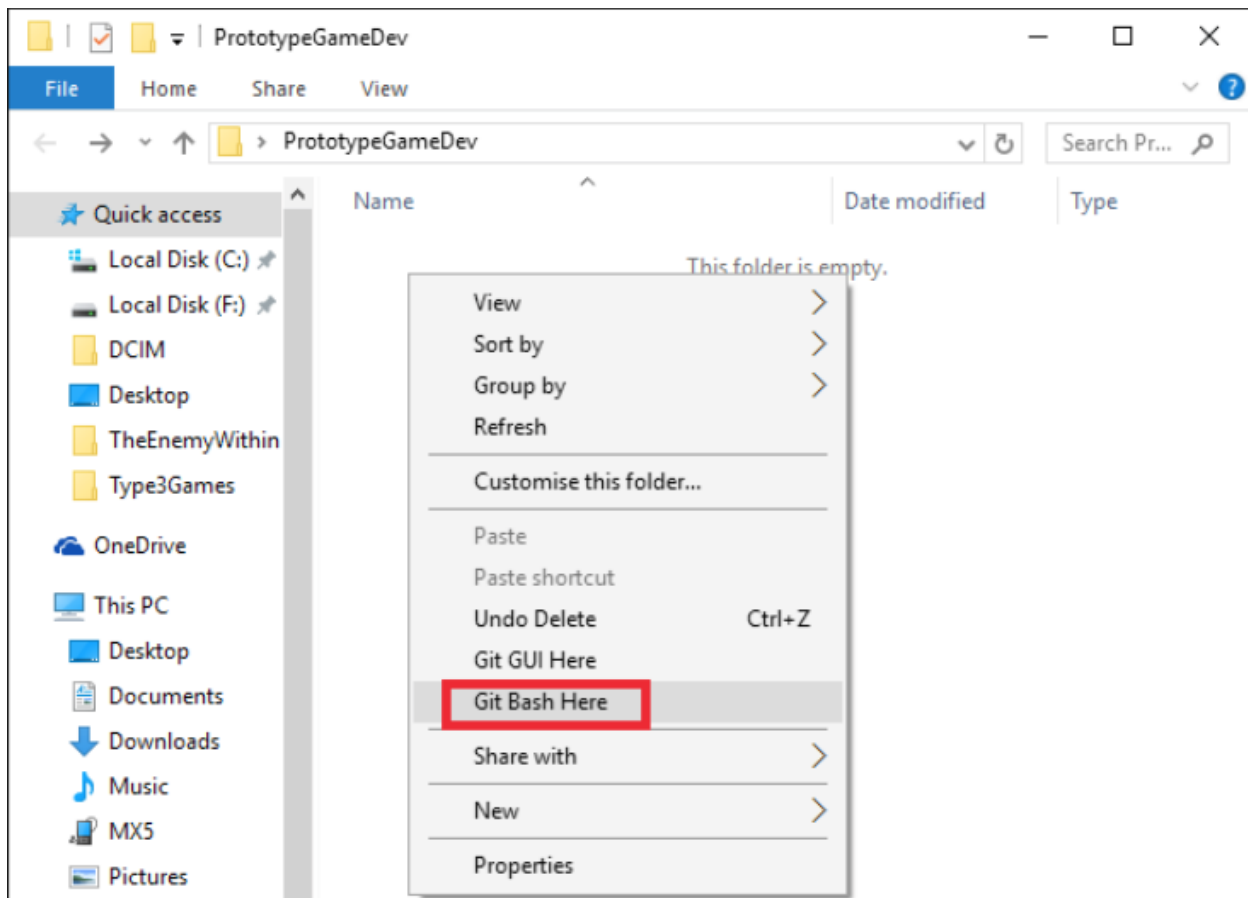 PrototypeGameDev
File Home Share View
PrototypeGameDev
Search Pr...
Name Date modified Type
Quick access
Local Disk (C:)
Local Disk (F:)
DCIM
Desktop
TheEnemyWithin
Type3Games
OneDrive
This PC
Desktop
Documents
Downloads
Music
MX5
Pictures
This folder is empty.
View
Sort by
Group by
Refresh
Customise this folder...
Paste
Paste shortcut
Undo Delete Ctrl+Z
Git GUI Here
Git Bash Here
Share with
New
Properties